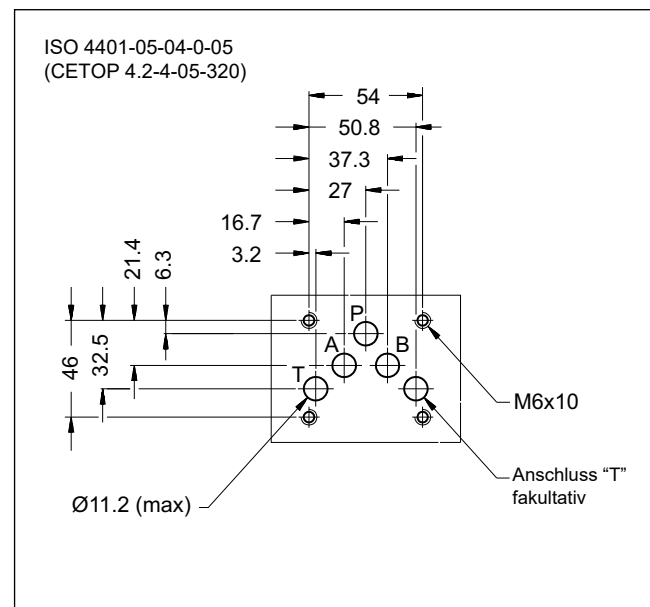 ISO 4401-05-04-0-05
(CETOP 4.2-4-05-320)
54
50.8
37.3
27
16.7
3.2
21.4
6.3
46
32.5
P
A
B
T
M6x10
Ø11.2 (max)
Anschluss “T”
fakultativ